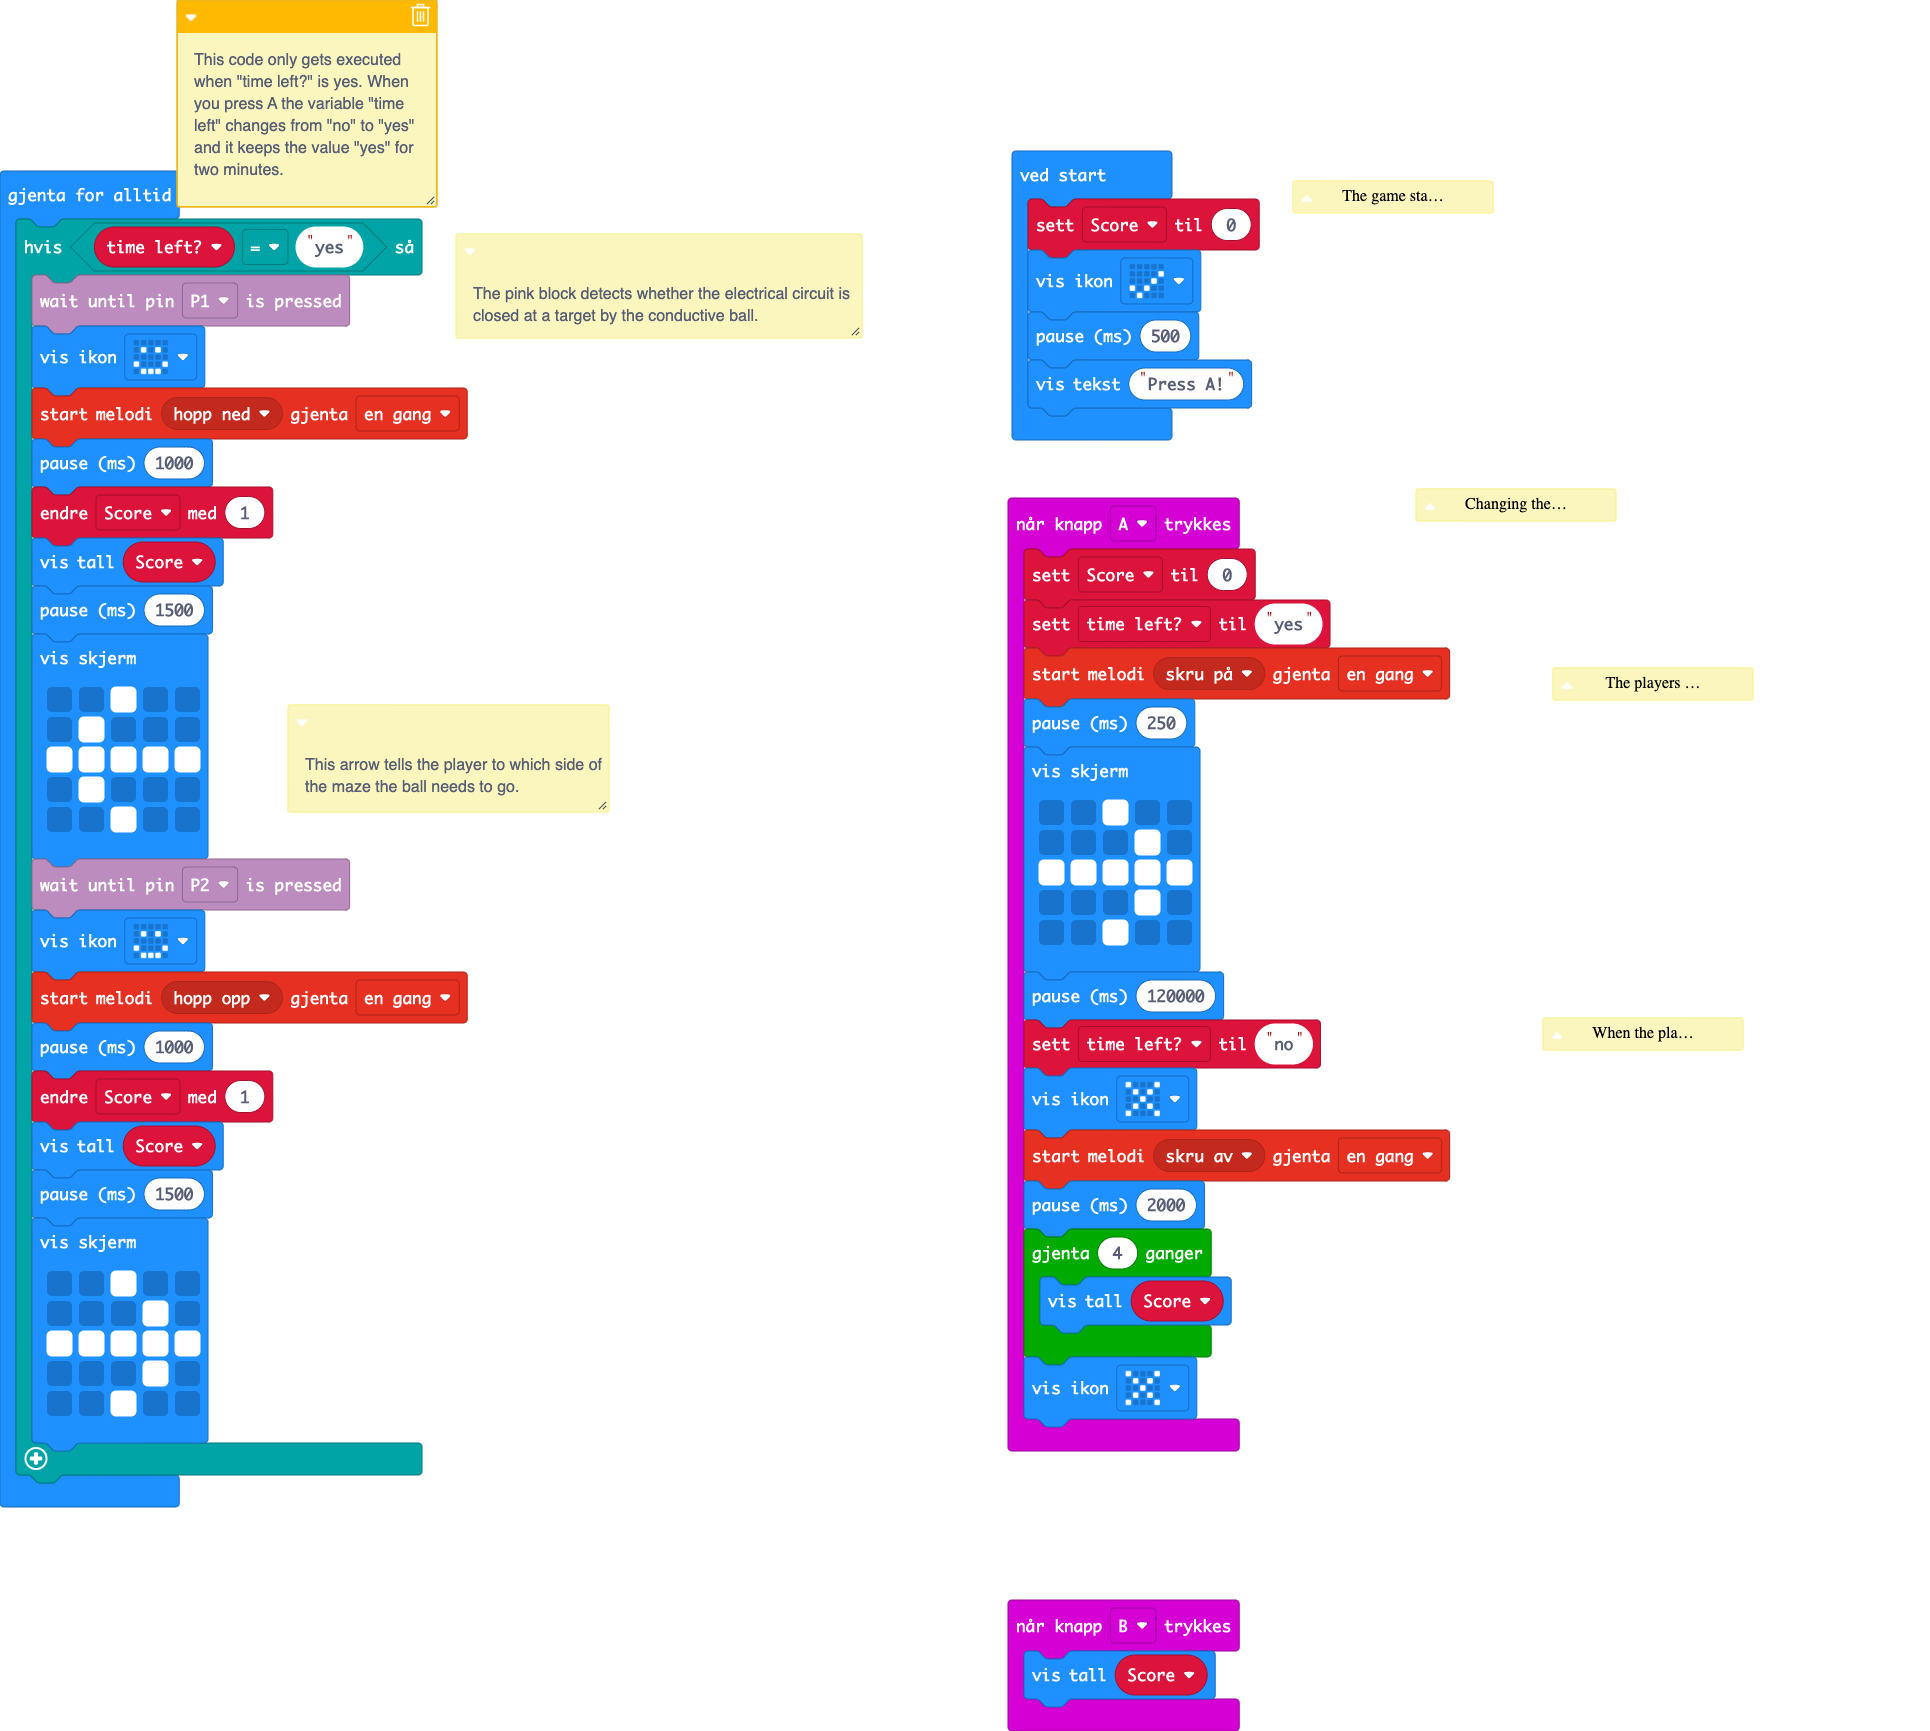 This code only gets executed
when "time left?" is yes. When
you press A the variable "time
left" changes from "no" to "yes"
and it keeps the value "yes" for
two minutes.
gjenta for alltid
hvis time left? = "yes" så
wait until pin P1 is pressed
vis ikon
start melodi hopp ned gjenta en gang
pause (ms) 1000
endre Score med 1
vis tall Score
pause (ms) 1500
vis skjerm
wait until pin P2 is pressed
vis ikon
start melodi hopp opp gjenta en gang
pause (ms) 1000
endre Score med 1
vis tall Score
pause (ms) 1500
vis skjerm
The pink block detects whether the electrical circuit is
closed at a target by the conductive ball.
This arrow tells the player to which side of
the maze the ball needs to go.
ved start
sett Score til 0
vis ikon
pause (ms) 500
vis tekst "Press A!"
The game sta…
når knapp A trykkes
sett Score til 0
sett time left? til "yes"
start melodi skru på gjenta en gang
pause (ms) 250
vis skjerm
pause (ms) 120000
sett time left? til "no"
vis ikon
start melodi skru av gjenta en gang
pause (ms) 2000
gjenta 4 ganger
vis tall Score
vis ikon
Changing the…
The players …
When the pla…
når knapp B trykkes
vis tall Score